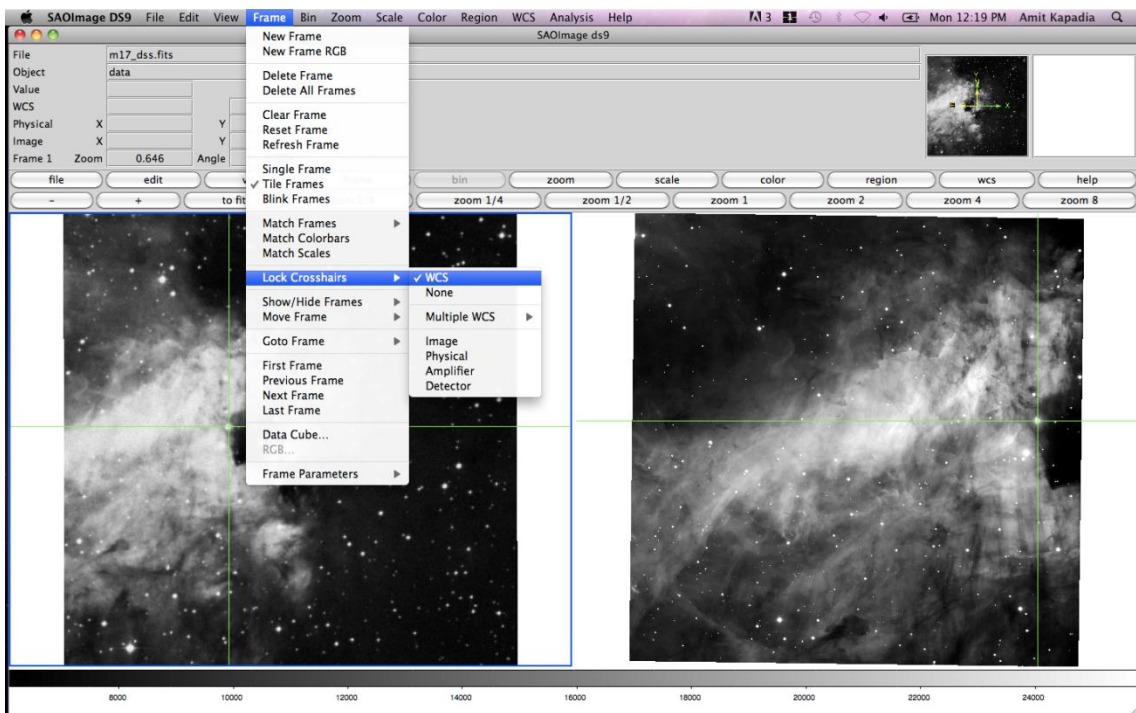 SAOImage DS9 File Edit View Frame Bin Zoom Scale Color Region WCS Analysis Help 3 Mon 12:19 PM Amit Kapadia
SAOImage ds9
File m17_dss.fits
Object data
Value
WCS
Physical X Y
Image X Y
Frame 1 Zoom 0.646 Angle
file edit bin zoom scale color region wcs help
- + to fit zoom 1/4 zoom 1/2 zoom 1 zoom 2 zoom 4 zoom 8
New Frame
New Frame RGB
Delete Frame
Delete All Frames
Clear Frame
Reset Frame
Refresh Frame
Single Frame
✓ Tile Frames
Blink Frames
Match Frames
Match Colorbars
Match Scales
Lock Crosshairs
Show/Hide Frames
Move Frame
Goto Frame
First Frame
Previous Frame
Next Frame
Last Frame
Data Cube...
RGB...
Frame Parameters
✓ WCS
None
Multiple WCS
Image
Physical
Amplifier
Detector
Y
X
8000 10000 12000 14000 16000 18000 20000 22000 24000